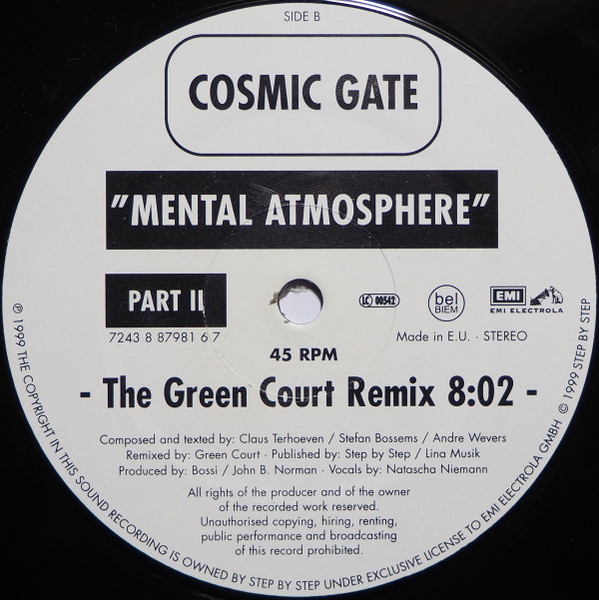 SIDE B
COSMIC GATE
"MENTAL ATMOSPHERE"
PART II
7243 8 87981 6 7
LC 00542
bel
BIEM
EMI
EMI ELECTROLA
Made in E.U. · STEREO
45 RPM
- The Green Court Remix 8:02 -
Composed and texted by: Claus Terhoeven / Stefan Bossems / Andre Wevers
Remixed by: Green Court · Published by: Step by Step / Lina Musik
Produced by: Bossi / John B. Norman · Vocals by: Natascha Niemann
All rights of the producer and of the owner
of the recorded work reserved.
Unauthorised copying, hiring, renting,
public performance and broadcasting
of this record prohibited.
℗ 1999 THE COPYRIGHT IN THIS SOUND RECORDING IS OWNED BY STEP BY STEP UNDER EXCLUSIVE LICENSE TO EMI ELECTROLA GMBH © 1999 STEP BY STEP